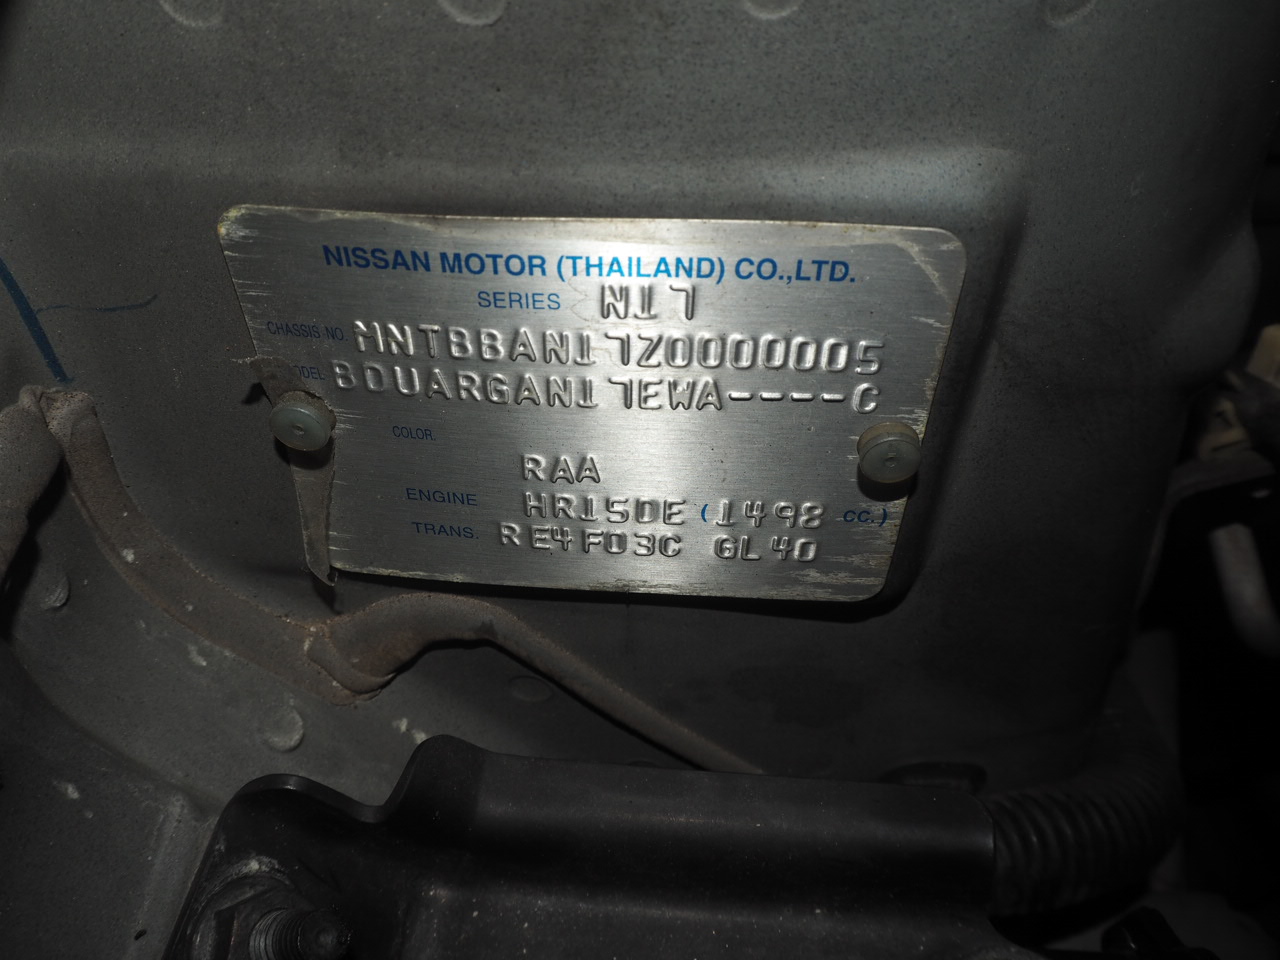 NISSAN MOTOR (THAILAND) CO.,LTD.
SERIES N17
CHASSIS NO. MNTBBAN17Z0000005
MODEL BDUARGAN17EWA----C
COLOR.
RAA
ENGINE HR15DE (1498 CC.)
TRANS. RE4F03C GL40